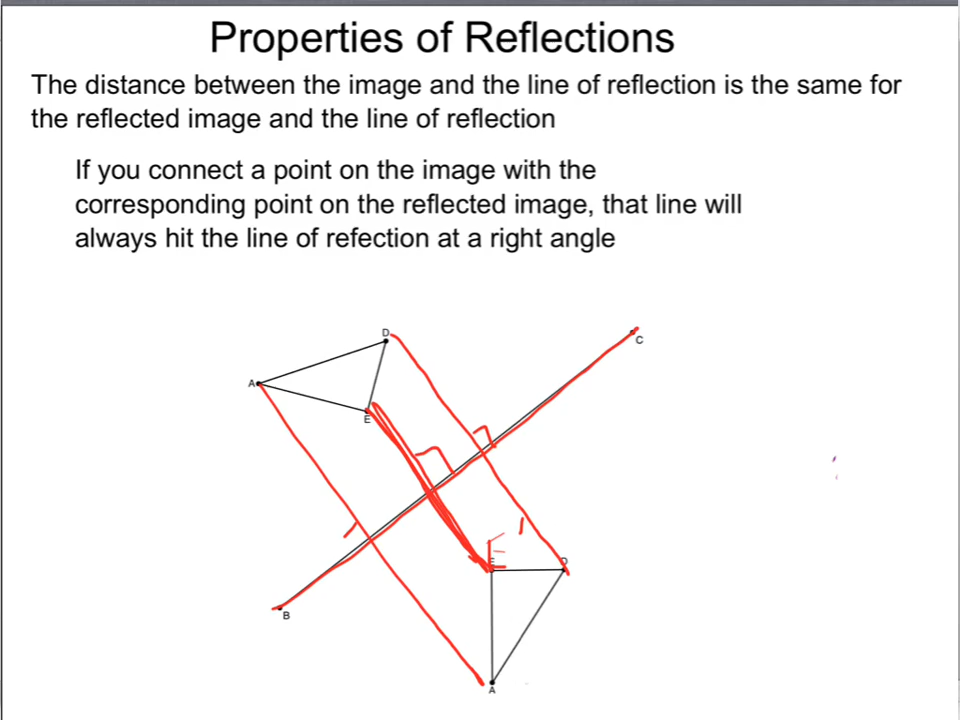 Properties of Reflections
The distance between the image and the line of reflection is the same for
the reflected image and the line of reflection
If you connect a point on the image with the
corresponding point on the reflected image, that line will
always hit the line of refection at a right angle
D
C
A
E
E'
E
D
B
A